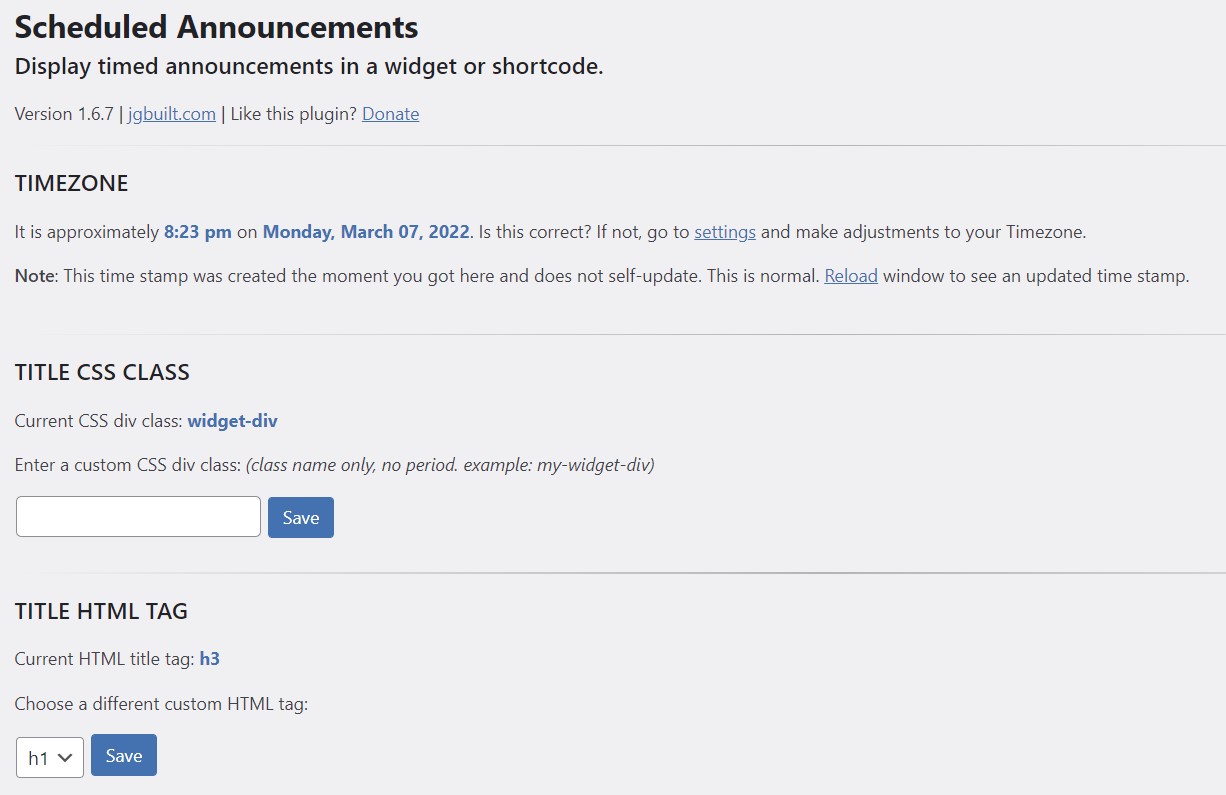 Scheduled Announcements
Display timed announcements in a widget or shortcode.
Version 1.6.7 | jgbuilt.com | Like this plugin? Donate
TIMEZONE
It is approximately 8:23 pm on Monday, March 07, 2022. Is this correct? If not, go to settings and make adjustments to your Timezone.
Note: This time stamp was created the moment you got here and does not self-update. This is normal. Reload window to see an updated time stamp.
TITLE CSS CLASS
Current CSS div class: widget-div
Enter a custom CSS div class: (class name only, no period. example: my-widget-div)
Save
TITLE HTML TAG
Current HTML title tag: h3
Choose a different custom HTML tag:
h1 Save